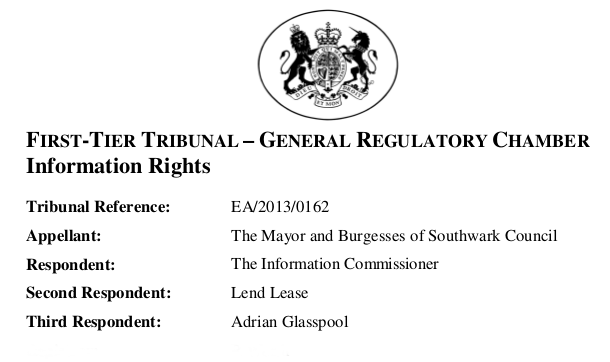 DIEU ET MON DROIT
FIRST-TIER TRIBUNAL – GENERAL REGULATORY CHAMBER
Information Rights
Tribunal Reference: EA/2013/0162
Appellant: The Mayor and Burgesses of Southwark Council
Respondent: The Information Commissioner
Second Respondent: Lend Lease
Third Respondent: Adrian Glasspool